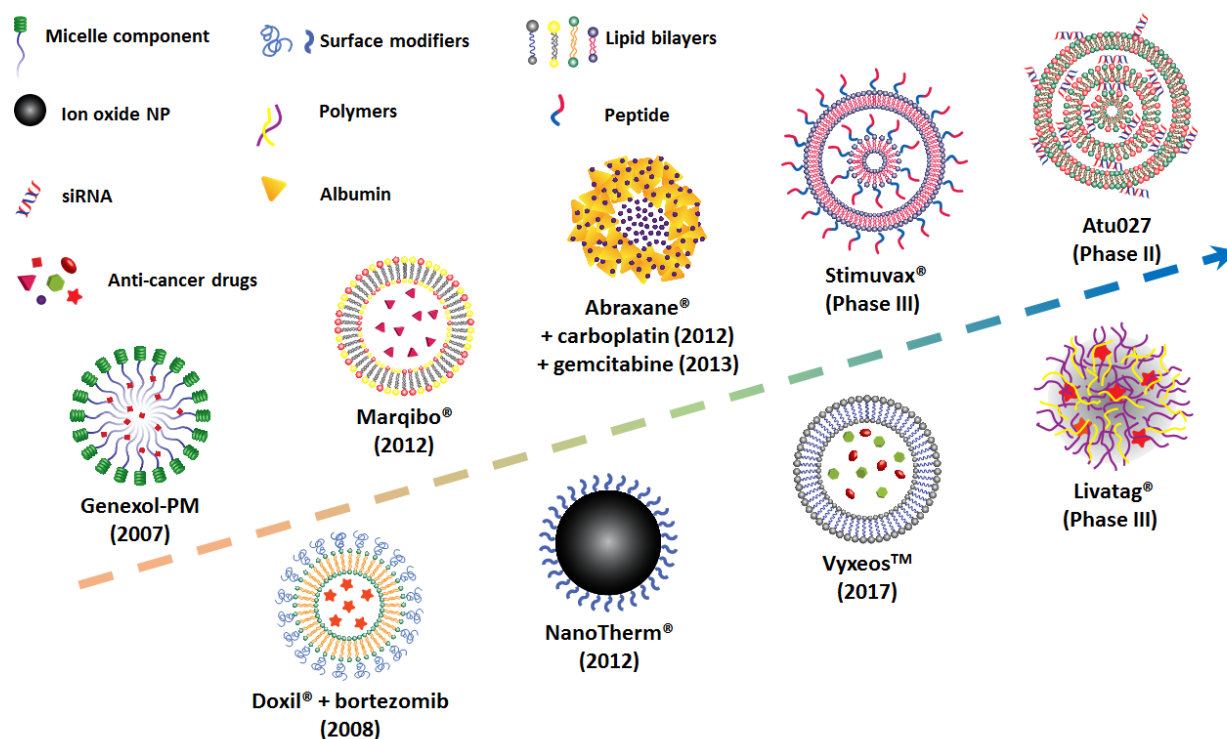 Micelle component
Surface modifiers
Lipid bilayers
Ion oxide NP
Polymers
Peptide
siRNA
Albumin
Anti-cancer drugs
Genexol-PM
(2007)
Doxil® + bortezomib
(2008)
Marqibo®
(2012)
NanoTherm®
(2012)
Abraxane®
+ carboplatin (2012)
+ gemcitabine (2013)
Vyxeos™
(2017)
Stimuvax®
(Phase III)
Livatag®
(Phase III)
Atu027
(Phase II)